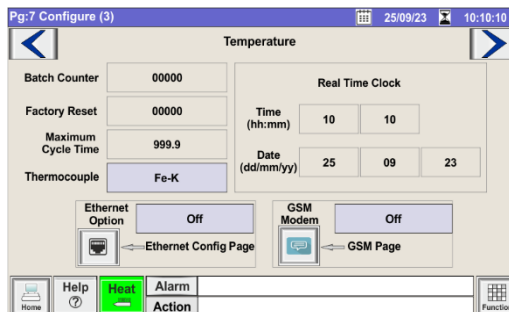 Pg:7 Configure (3)
25/09/23
10:10:10
Temperature
Batch Counter
00000
Factory Reset
00000
Maximum
Cycle Time
999.9
Thermocouple
Fe-K
Real Time Clock
Time
(hh:mm)
10
10
Date
(dd/mm/yy)
25
09
23
Ethernet
Option
Off
Ethernet Config Page
GSM
Modem
Off
GSM Page
Home
Help
?
Heat
Alarm
Action
Function